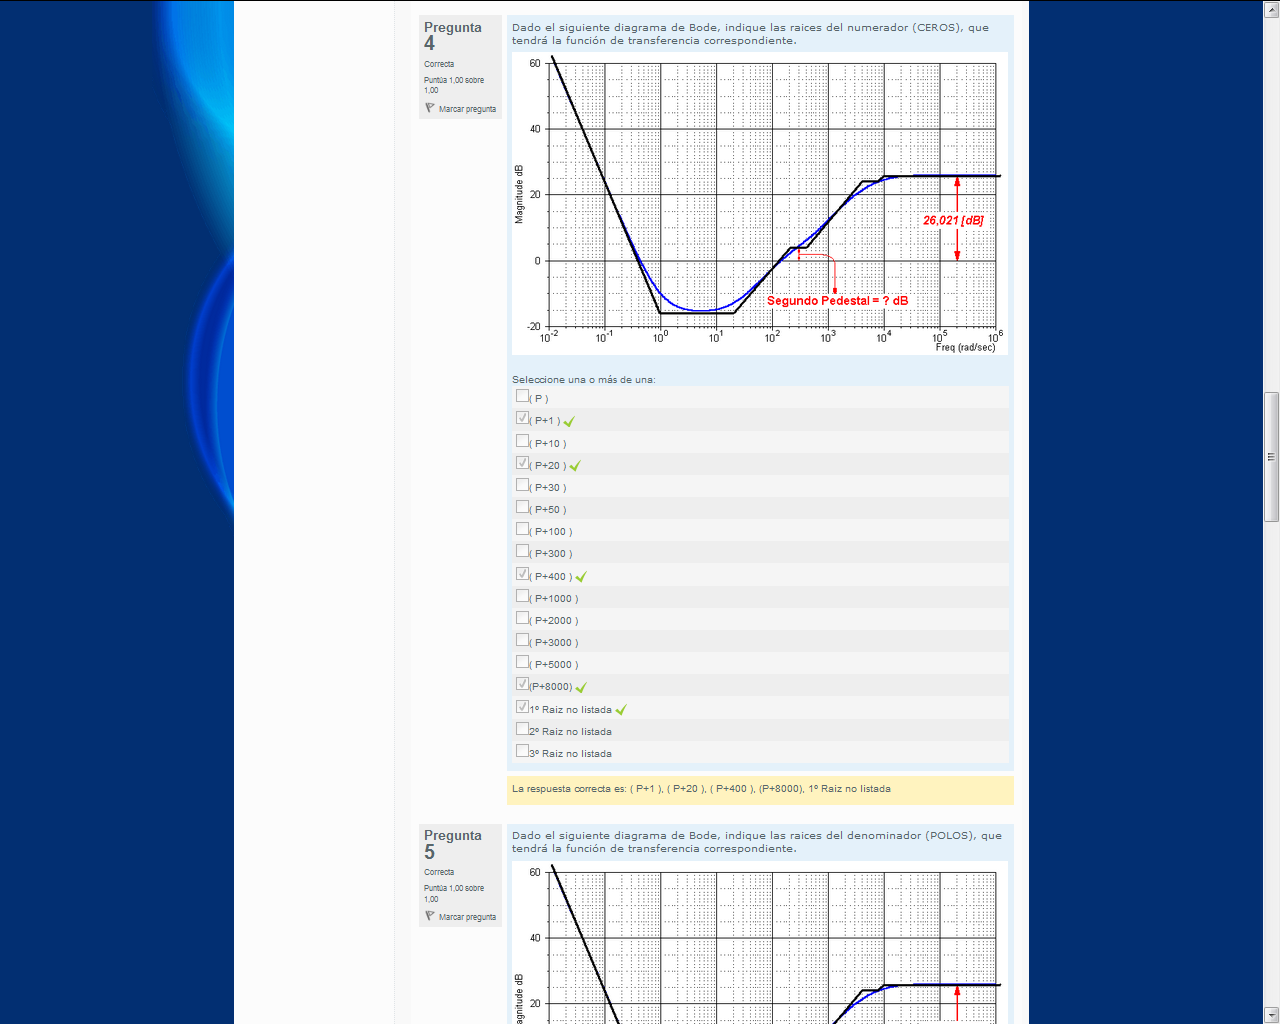 Pregunta
4
Correcta
Puntúa 1,00 sobre
1,00
Marcar pregunta
Dado el siguiente diagrama de Bode, indique las raices del numerador (CEROS), que
tendrá la función de transferencia correspondiente.
60
40
20
0
-20
Magnitude dB
26,021 [dB]
Segundo Pedestal = ? dB
10-2
10-1
100
101
102
103
104
105
106
Freq (rad/sec)
Seleccione una o más de una:
( P )
( P+1 )
( P+10 )
( P+20 )
( P+30 )
( P+50 )
( P+100 )
( P+300 )
( P+400 )
( P+1000 )
( P+2000 )
( P+3000 )
( P+5000 )
(P+8000)
1º Raiz no listada
2º Raiz no listada
3º Raiz no listada
La respuesta correcta es: ( P+1 ), ( P+20 ), ( P+400 ), (P+8000), 1º Raiz no listada
Pregunta
5
Correcta
Puntúa 1,00 sobre
1,00
Marcar pregunta
Dado el siguiente diagrama de Bode, indique las raices del denominador (POLOS), que
tendrá la función de transferencia correspondiente.
60
40
20
agnitude dB